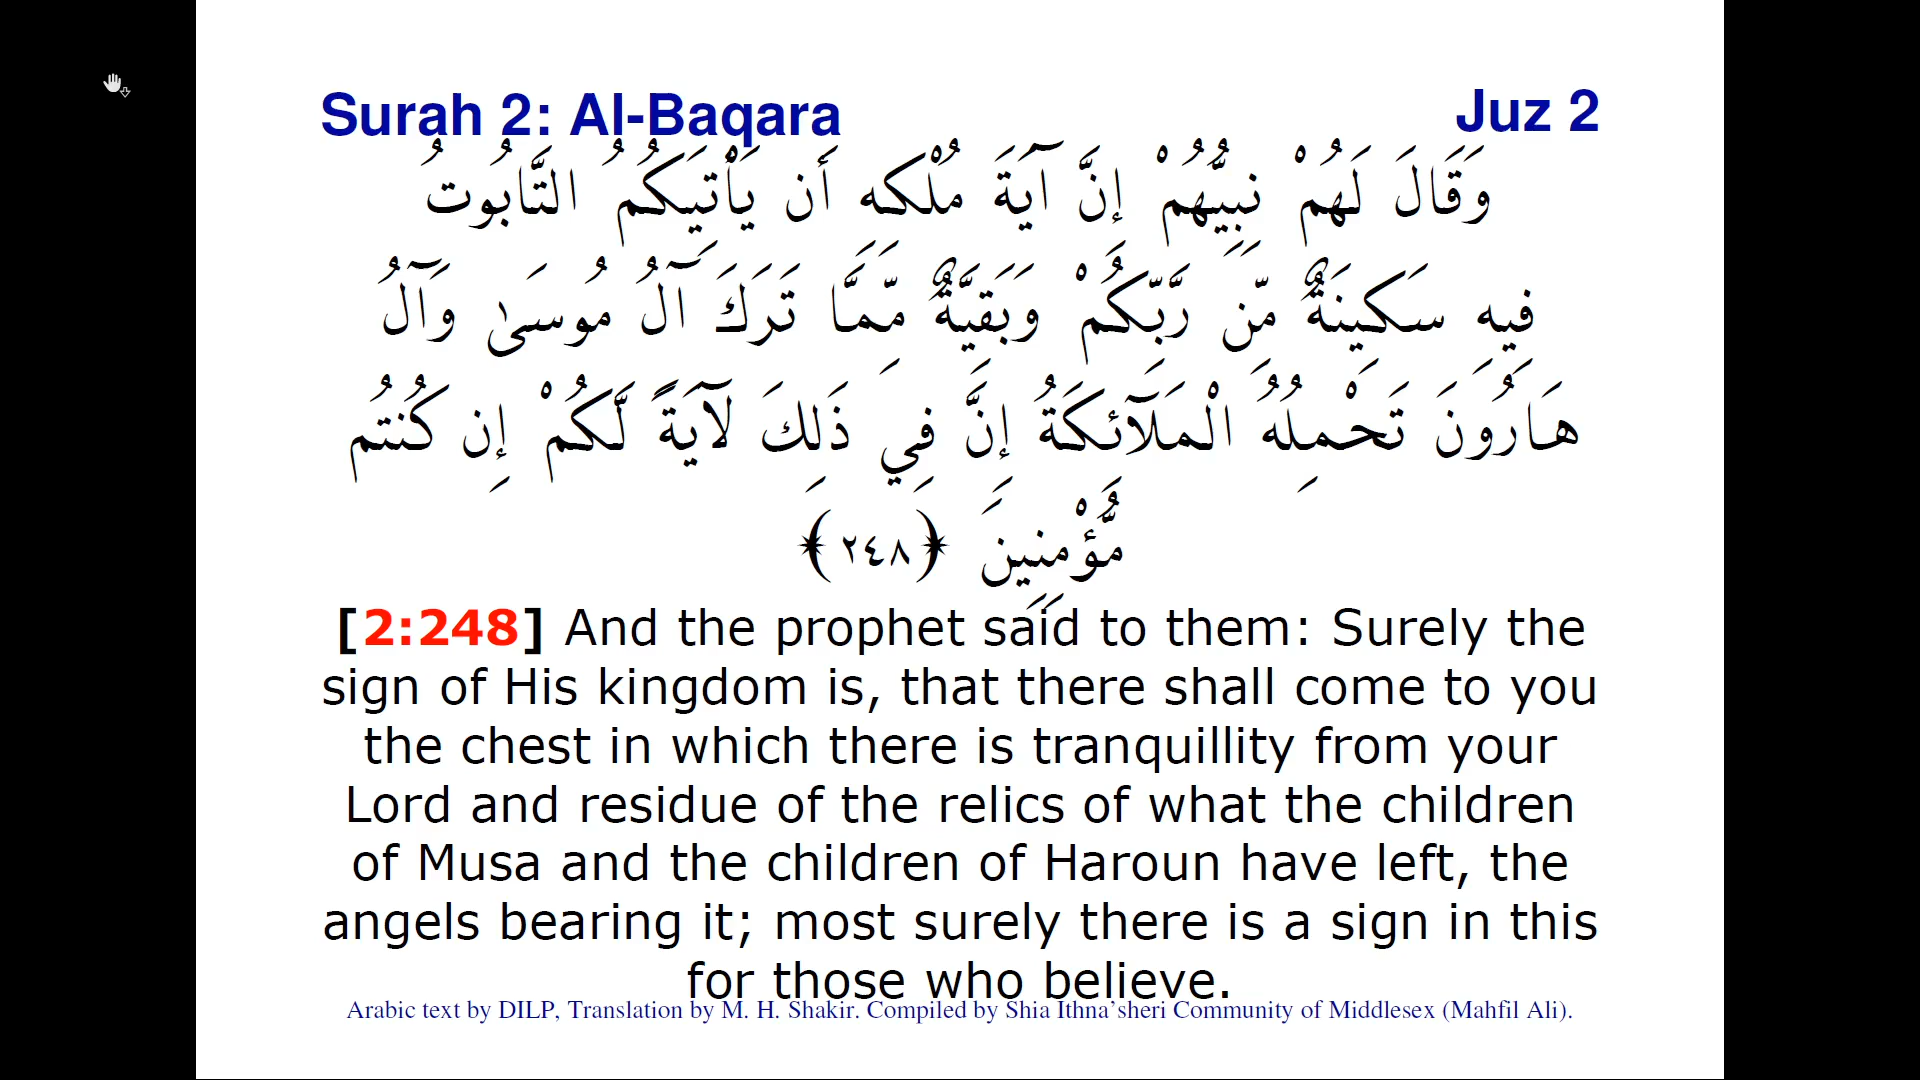 Surah 2: Al-Baqara
Juz 2
وَقَالَ لَهُمْ نِبِيُّهُمْ إِنَّ آيَةَ مُلْكِهِ أَن يَأْتِيَكُمُ التَّابُوتُ
فِيهِ سَكِينَةٌ مِّن رَّبِّكُمْ وَبَقِيَّةٌ مِّمَّا تَرَكَ آلُ مُوسَىٰ وَآلُ
هَارُونَ تَحْمِلُهُ الْمَلَآئِكَةُ إِنَّ فِي ذَلِكَ لَآيَةً لَّكُمْ إِن كُنتُم
مُّؤْمِنِينَ ﴿٢٤٨﴾
[2:248] And the prophet said to them: Surely the
sign of His kingdom is, that there shall come to you
the chest in which there is tranquillity from your
Lord and residue of the relics of what the children
of Musa and the children of Haroun have left, the
angels bearing it; most surely there is a sign in this
for those who believe.
Arabic text by DILP, Translation by M. H. Shakir. Compiled by Shia Ithna'sheri Community of Middlesex (Mahfil Ali).